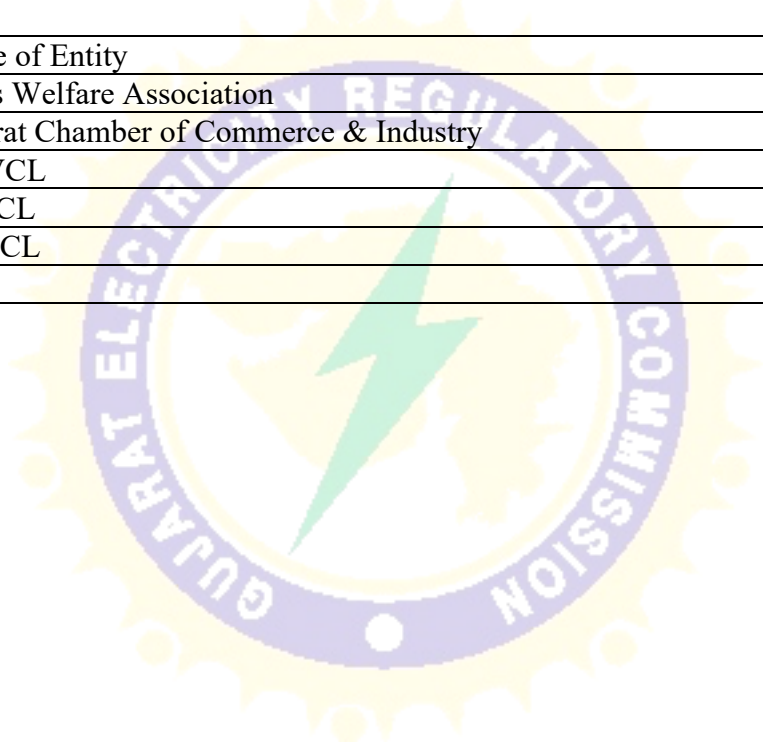 e of Entity
s Welfare Association
rat Chamber of Commerce & Industry
VCL
CL
CL
GUJARAT ELECTRICITY REGULATORY COMMISSION